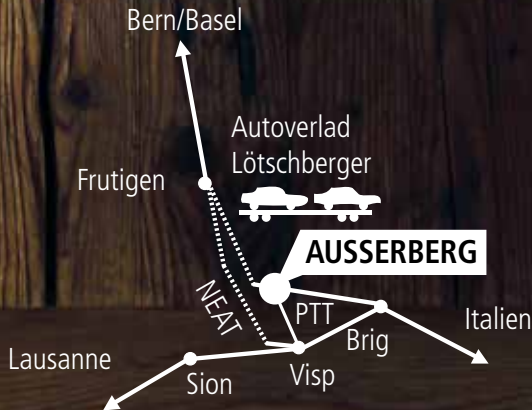 Bern/Basel
Autoverlad
Lötschberger
Frutigen
AUSSERBERG
NEAT
PTT
Italien
Brig
Lausanne
Visp
Sion